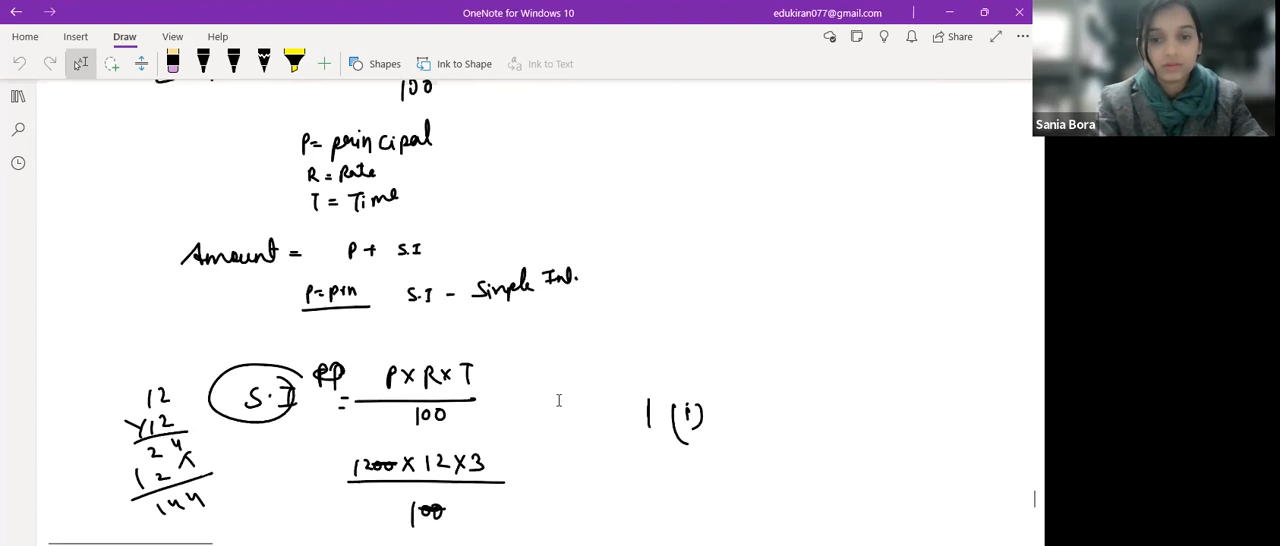 OneNote for Windows 10
edukiran077@gmail.com
Home Insert Draw View Help
Share
Shapes
Ink to Shape
Ink to Text
Sania Bora
100
P= principal
R = Rate
T = Time
Amount = P + S.I
P=prn S.I - Simple Int.
S.I = P × R × T
100
1 (i)
12
×12
24
12×
144
1200 × 12 × 3
100